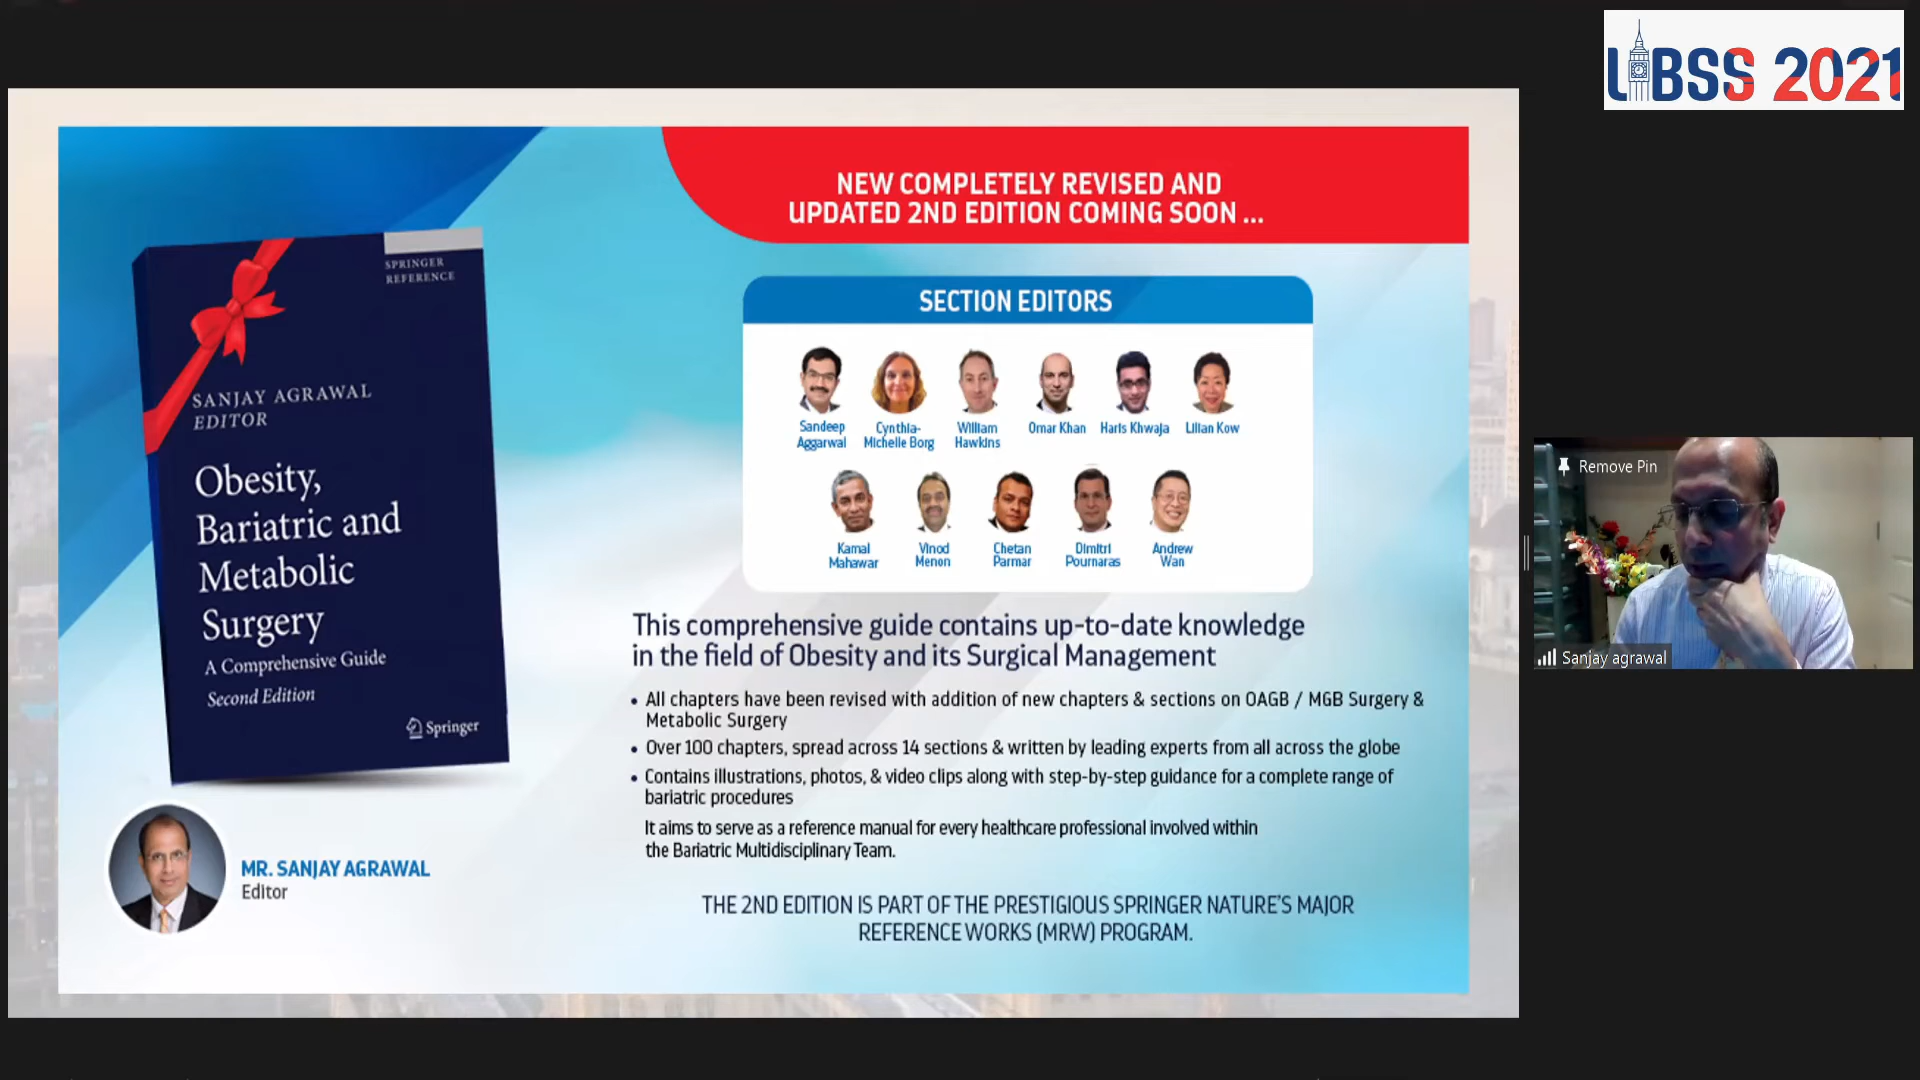 LBSS 2021
NEW COMPLETELY REVISED AND
UPDATED 2ND EDITION COMING SOON ...
SPRINGER
REFERENCE
SANJAY AGRAWAL
EDITOR
Obesity,
Bariatric and
Metabolic
Surgery
A Comprehensive Guide
Second Edition
Springer
MR. SANJAY AGRAWAL
Editor
SECTION EDITORS
Sandeep
Aggarwal
Cynthia-
Michelle Borg
William
Hawkins
Omar Khan
Haris Khwaja
Lilian Kow
Kamal
Mahawar
Vinod
Menon
Chetan
Parmar
Dimitri
Pournaras
Andrew
Wan
This comprehensive guide contains up-to-date knowledge
in the field of Obesity and its Surgical Management
• All chapters have been revised with addition of new chapters & sections on OAGB / MGB Surgery &
Metabolic Surgery
• Over 100 chapters, spread across 14 sections & written by leading experts from all across the globe
• Contains illustrations, photos, & video clips along with step-by-step guidance for a complete range of
bariatric procedures
It aims to serve as a reference manual for every healthcare professional involved within
the Bariatric Multidisciplinary Team.
THE 2ND EDITION IS PART OF THE PRESTIGIOUS SPRINGER NATURE'S MAJOR
REFERENCE WORKS (MRW) PROGRAM.
Remove Pin
Sanjay agrawal